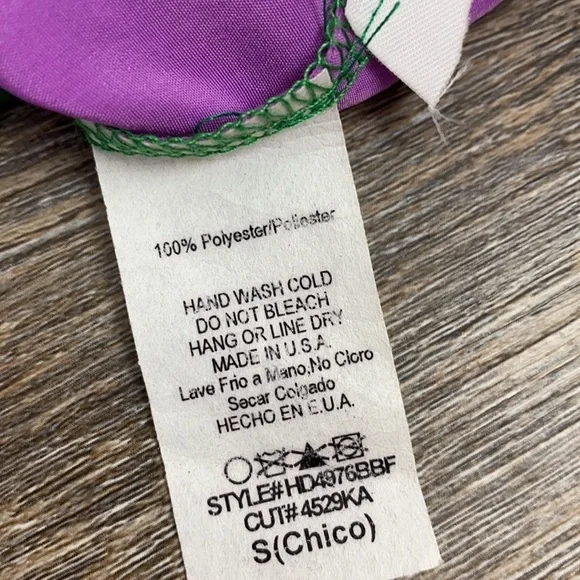 100% Polyester/Poliester
HAND WASH COLD
DO NOT BLEACH
HANG OR LINE DRY
MADE IN U.S.A.
Lave Frio a Mano,No Cloro
Secar Colgado
HECHO EN E.U.A.
STYLE#HD4976BBF
CUT#4529KA
S(Chico)